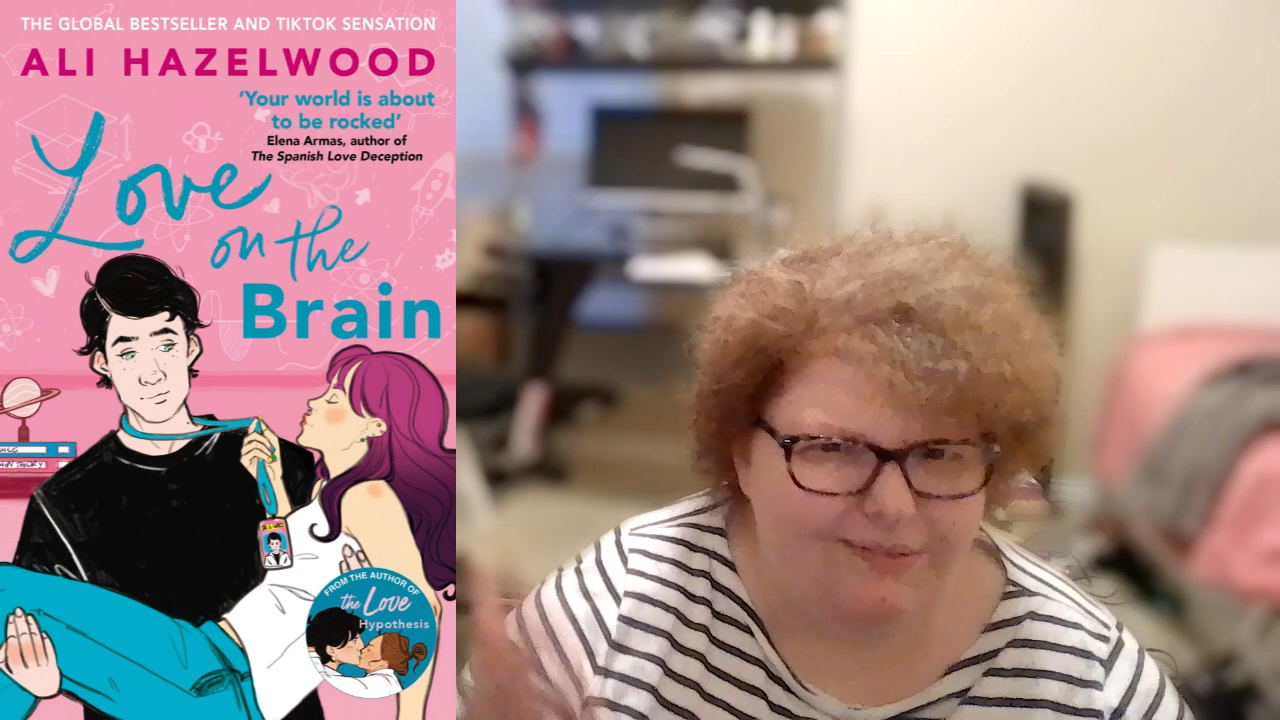 THE GLOBAL BESTSELLER AND TIKTOK SENSATION
ALI HAZELWOOD
‘Your world is about
to be rocked’
Elena Armas, author of
The Spanish Love Deception
Love
on the
Brain
FROM THE AUTHOR OF
the Love
Hypothesis